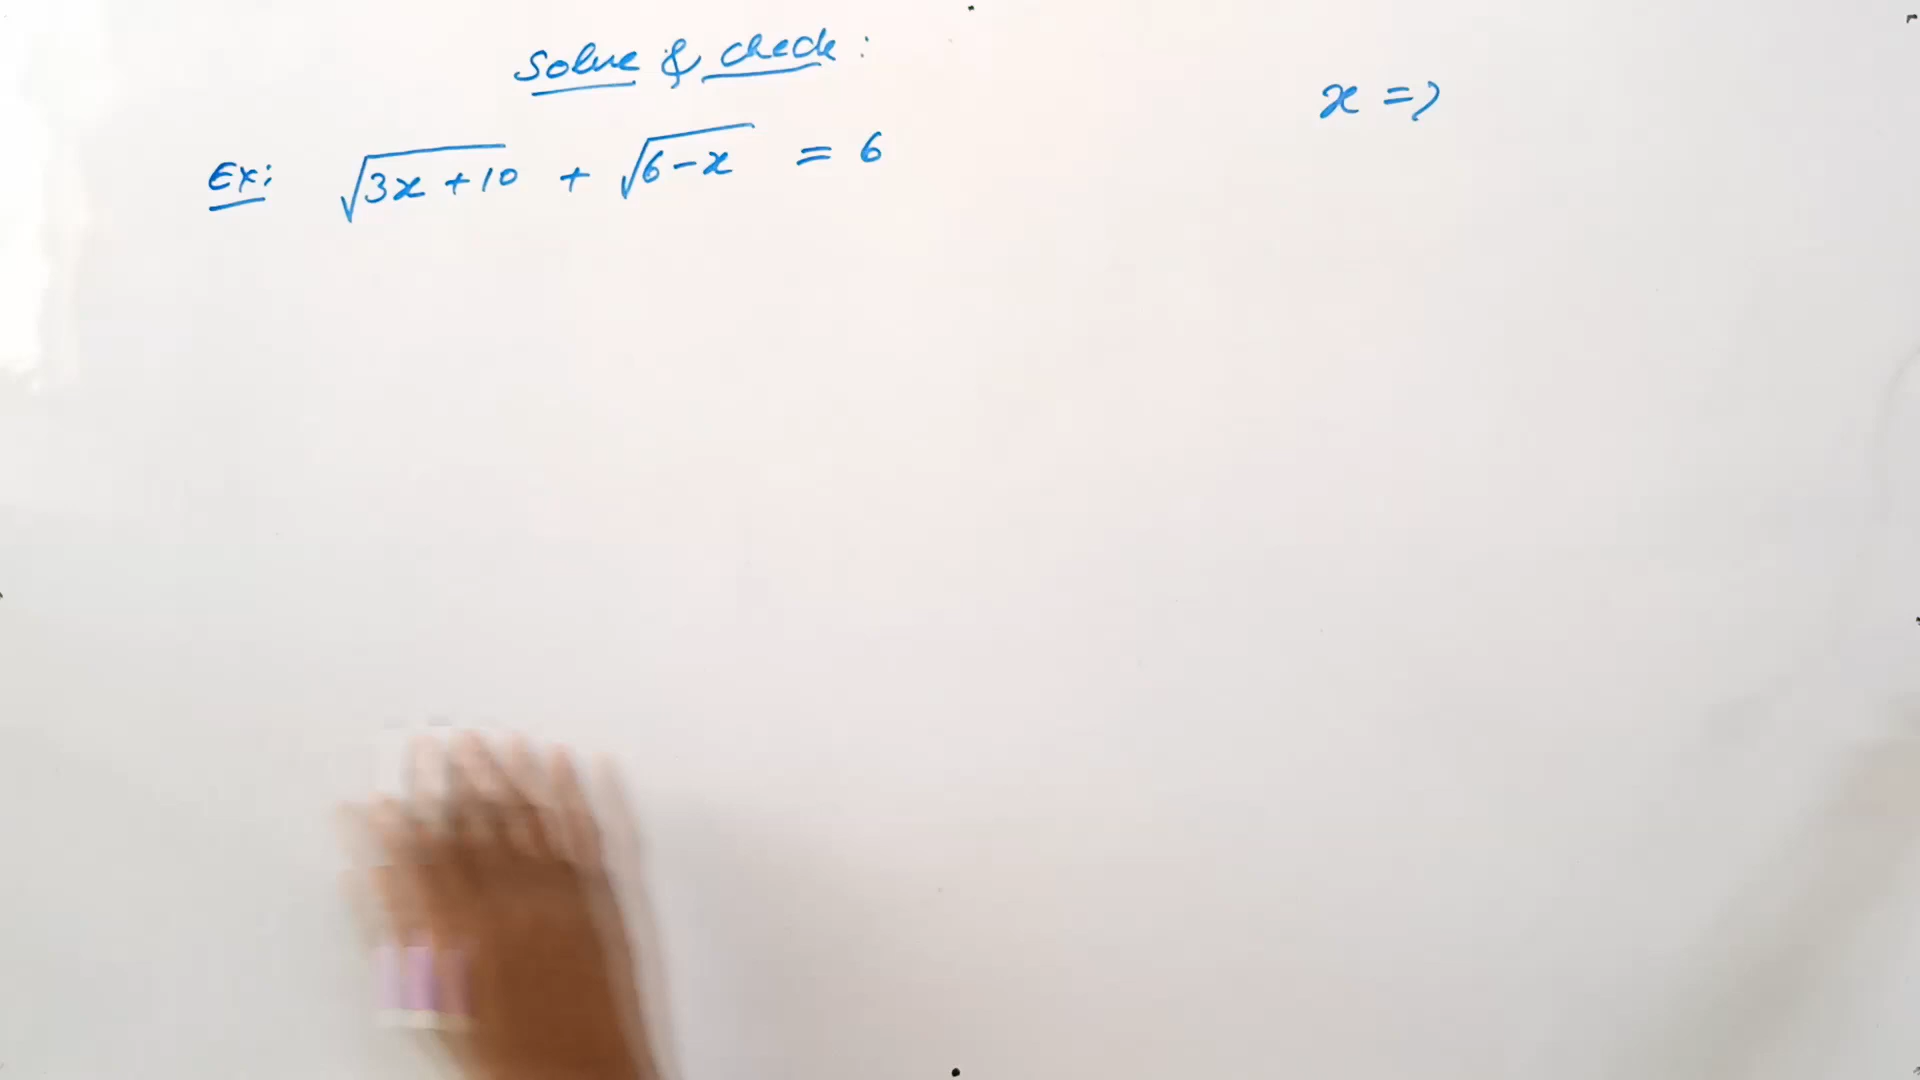 Solve & check:
x =>
Ex: √3x+10 + √6-x = 6